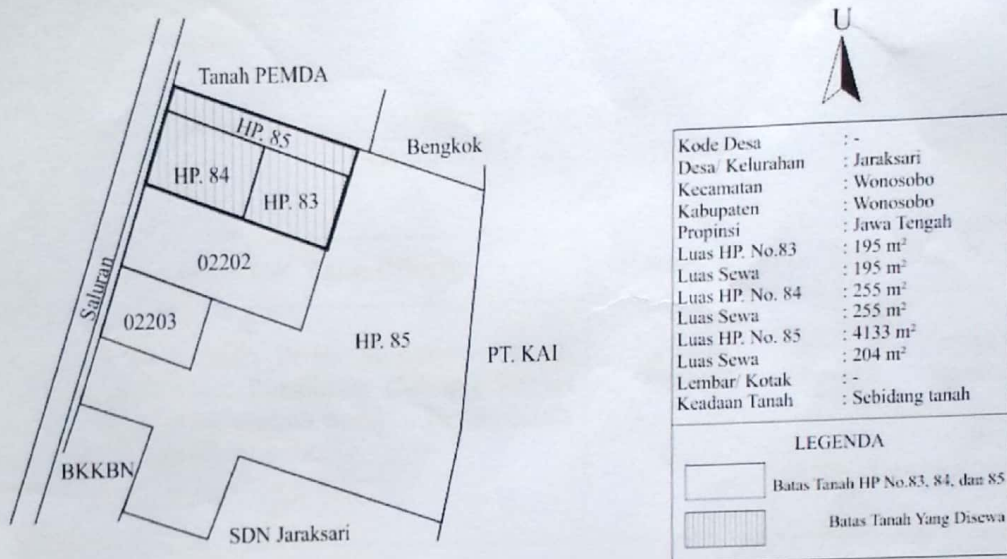 U
Tanah PEMDA
HP. 85
Bengkok
HP. 84
HP. 83
02202
Saluran
02203
HP. 85
PT. KAI
BKKBN
SDN Jaraksari
Kode Desa : -
Desa/ Kelurahan : Jaraksari
Kecamatan : Wonosobo
Kabupaten : Wonosobo
Propinsi : Jawa Tengah
Luas HP. No.83 : 195 m²
Luas Sewa : 195 m²
Luas HP. No. 84 : 255 m²
Luas Sewa : 255 m²
Luas HP. No. 85 : 4133 m²
Luas Sewa : 204 m²
Lembar/ Kotak : -
Keadaan Tanah : Sebidang tanah
LEGENDA
Batas Tanah HP No.83, 84, dan 85
Batas Tanah Yang Disewa